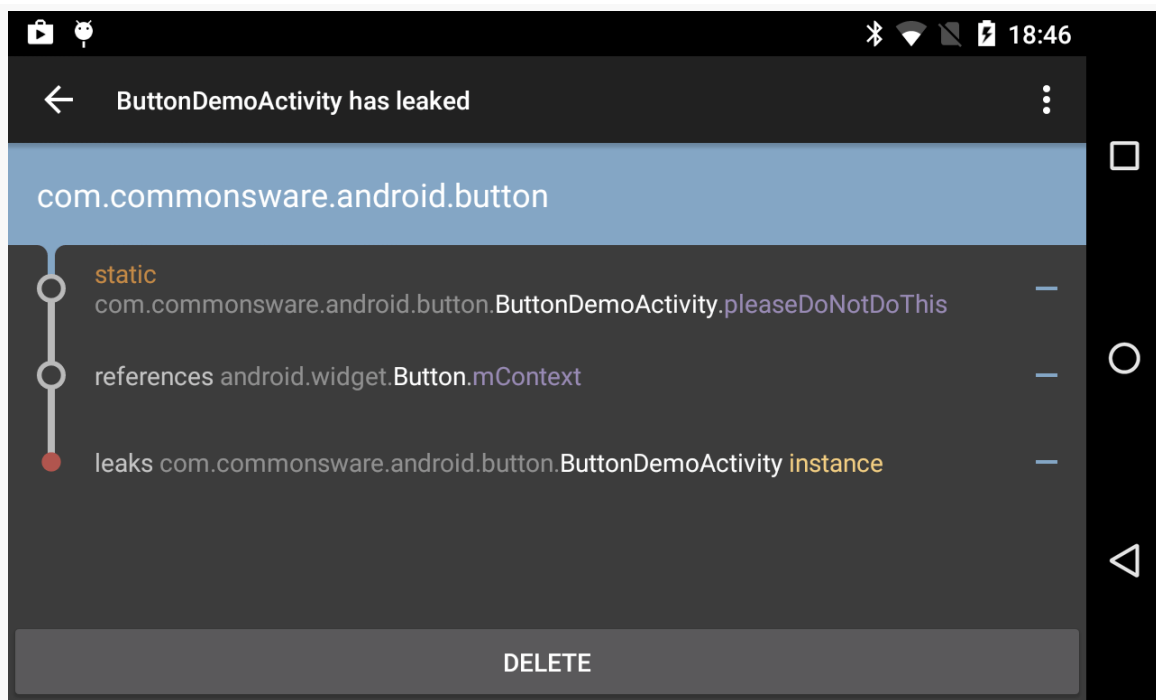 18:46
ButtonDemoActivity has leaked
com.commonsware.android.button
static
com.commonsware.android.button.ButtonDemoActivity.pleaseDoNotDoThis
references android.widget.Button.mContext
leaks com.commonsware.android.button.ButtonDemoActivity instance
DELETE